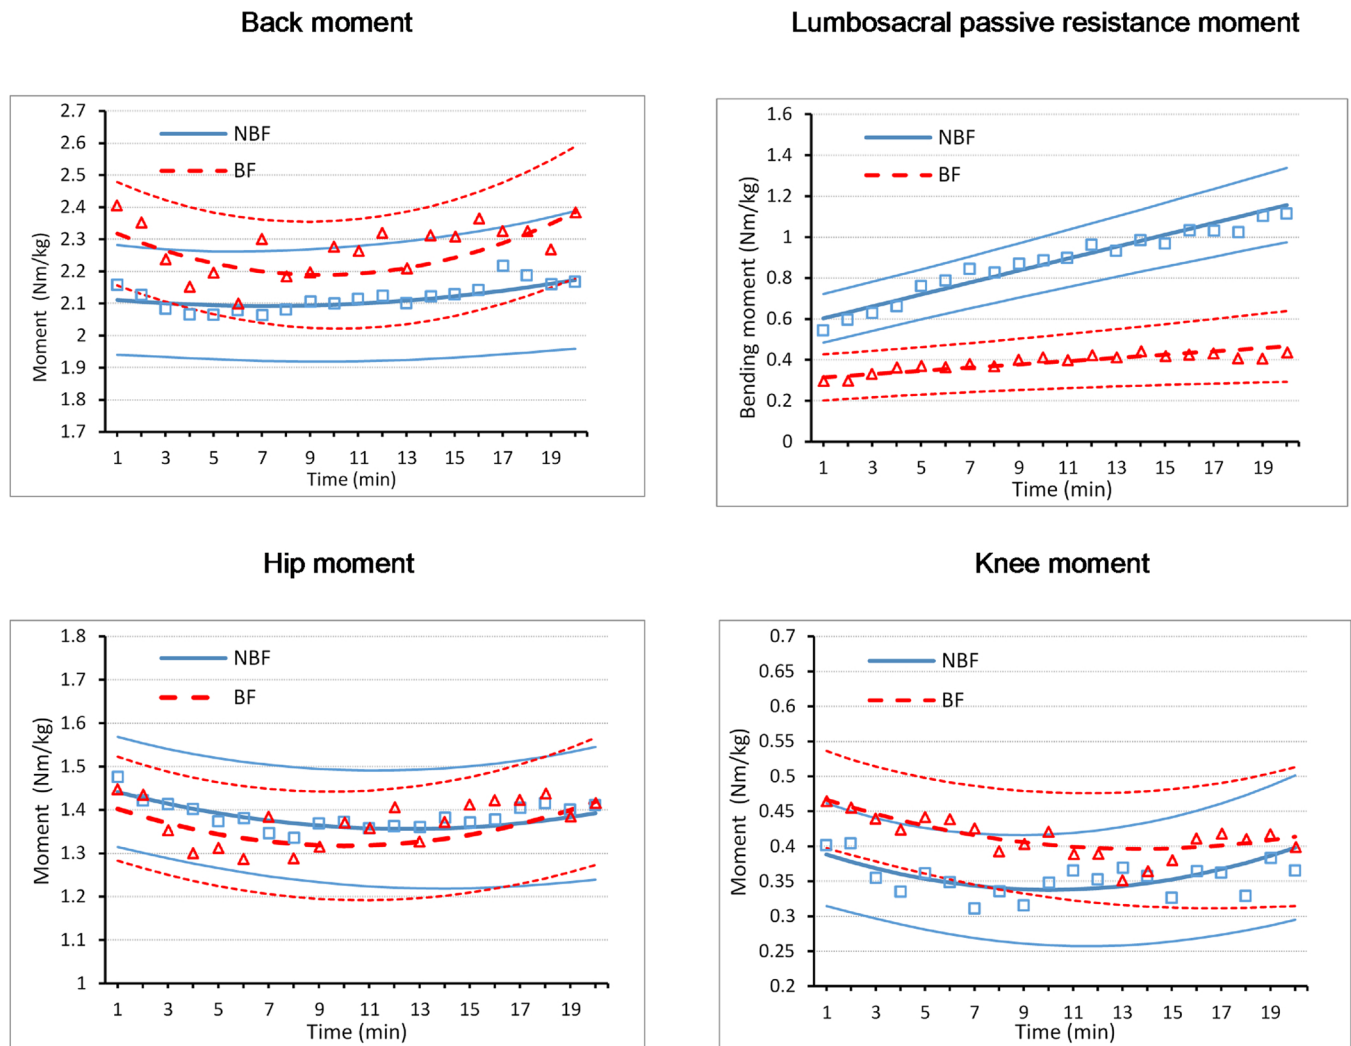 Back moment
Lumbosacral passive resistance moment
Moment (Nm/kg)
2.7
2.6
2.5
2.4
2.3
2.2
2.1
2
1.9
1.8
1.7
NBF
BF
1 3 5 7 9 11 13 15 17 19
Time (min)
Bending moment (Nm/kg)
1.6
1.4
1.2
1
0.8
0.6
0.4
0.2
0
NBF
BF
1 3 5 7 9 11 13 15 17 19
Time (min)
Hip moment
Knee moment
Moment (Nm/kg)
1.8
1.7
1.6
1.5
1.4
1.3
1.2
1.1
1
NBF
BF
1 3 5 7 9 11 13 15 17 19
Time (min)
Moment (Nm/kg)
0.7
0.65
0.6
0.55
0.5
0.45
0.4
0.35
0.3
0.25
0.2
NBF
BF
1 3 5 7 9 11 13 15 17 19
Time (min)